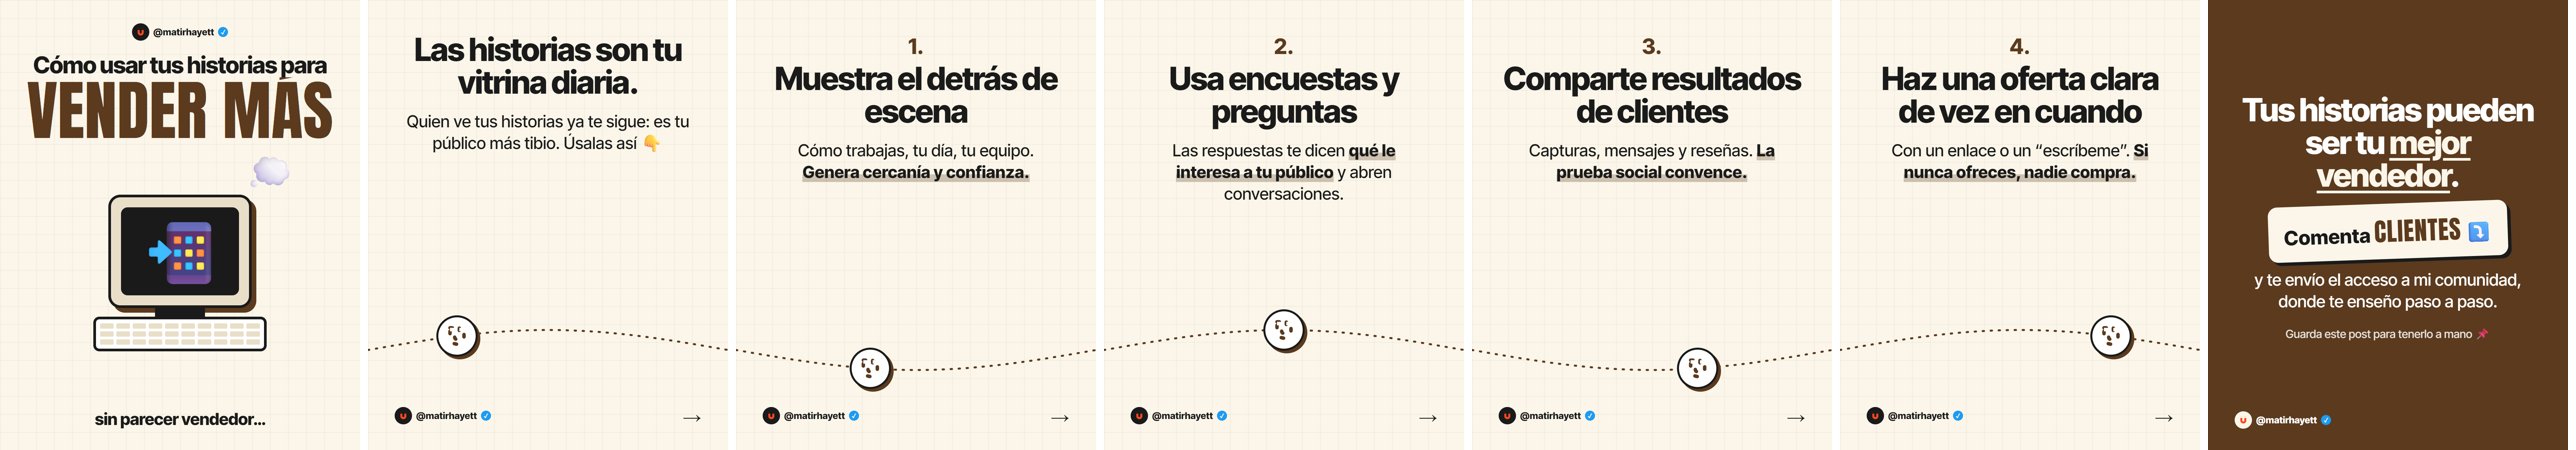 @matirhayett
Cómo usar tus historias para
VENDER MÁS
sin parecer vendedor...
Las historias son tu
vitrina diaria.
Quien ve tus historias ya te sigue: es tu
público más tibio. Úsalas así 👇
@matirhayett
→
1.
Muestra el detrás de
escena
Cómo trabajas, tu día, tu equipo.
Genera cercanía y confianza.
@matirhayett
→
2.
Usa encuestas y
preguntas
Las respuestas te dicen qué le
interesa a tu público y abren
conversaciones.
@matirhayett
→
3.
Comparte resultados
de clientes
Capturas, mensajes y reseñas. La
prueba social convence.
@matirhayett
→
4.
Haz una oferta clara
de vez en cuando
Con un enlace o un “escríbeme”. Si
nunca ofreces, nadie compra.
@matirhayett
→
Tus historias pueden
ser tu mejor
vendedor.
Comenta CLIENTES ⤵️
y te envío el acceso a mi comunidad,
donde te enseño paso a paso.
Guarda este post para tenerlo a mano 📌
@matirhayett